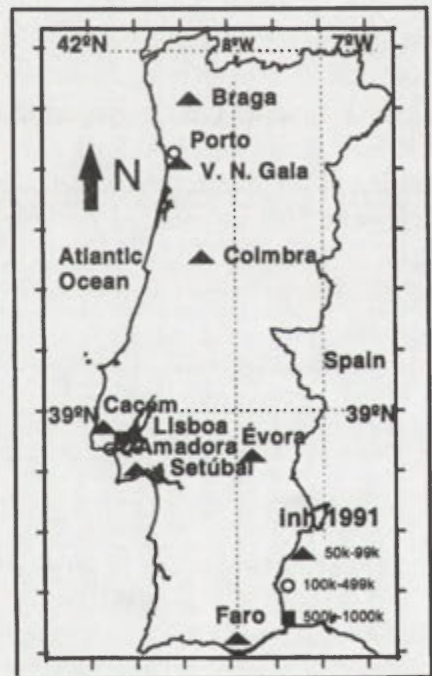 42ºN 8ºW 7ºW
Braga
Porto
V. N. Gaia
N
Coimbra
Atlantic
Ocean
Spain
39ºN Cacém 39ºN
Lisboa
Amadora Évora
Setúbal
inh. 1991
50k-99k
100k-499k
500k-1000k
Faro